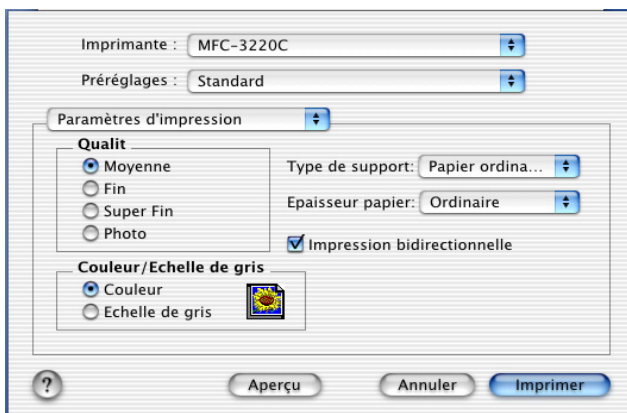 Imprimante : MFC-3220C
Préréglages : Standard
Paramètres d'impression
Qualit
Moyenne
Fin
Super Fin
Photo
Type de support: Papier ordina...
Epaisseur papier: Ordinaire
Impression bidirectionnelle
Couleur/Echelle de gris
Couleur
Echelle de gris
? Aperçu Annuler Imprimer